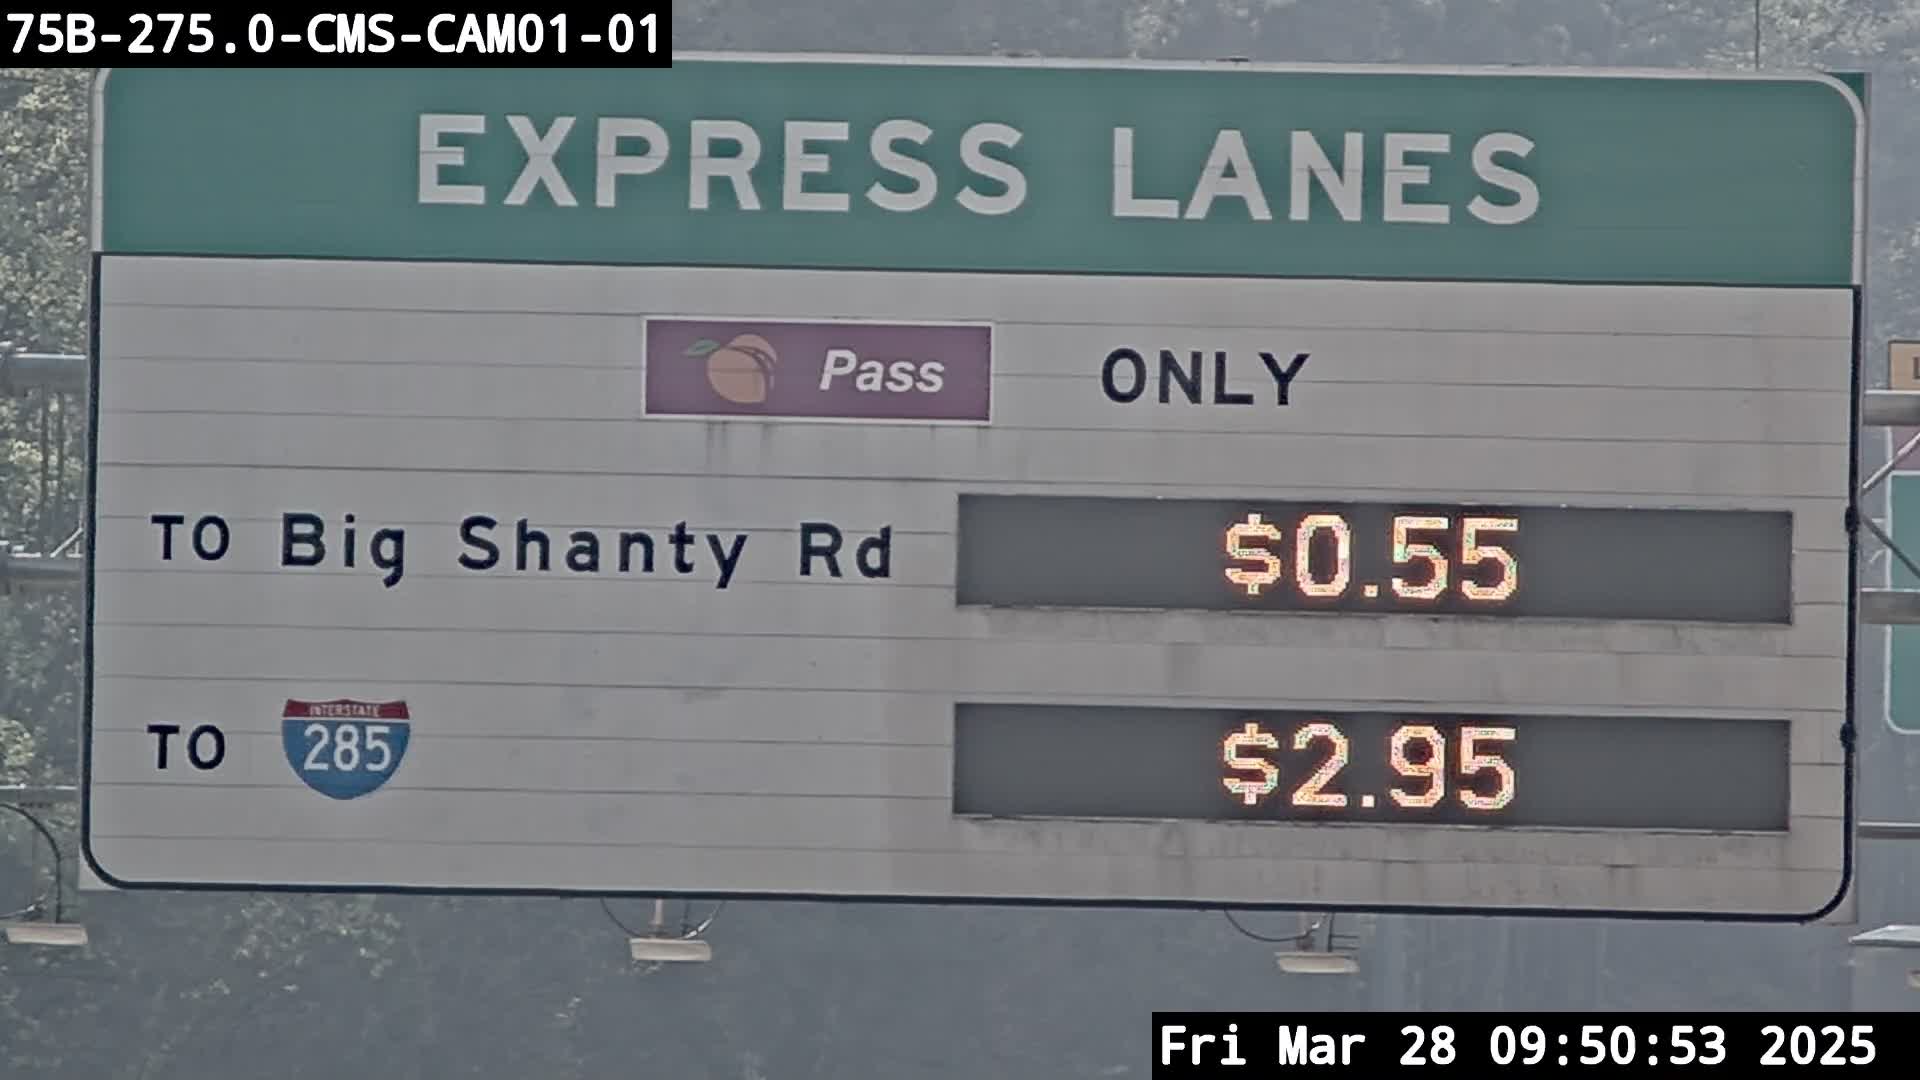 75B-275.0-CMS-CAM01-01
EXPRESS LANES
Pass ONLY
TO Big Shanty Rd $0.55
TO INTERSTATE 285 $2.95
Fri Mar 28 09:50:53 2025